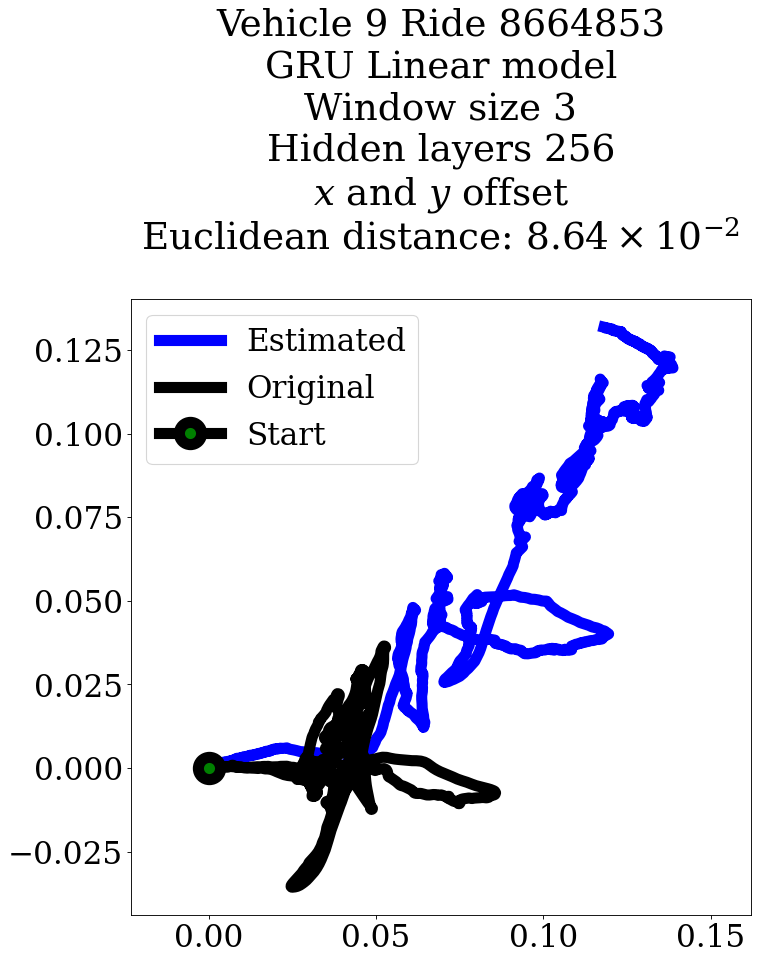 Vehicle 9 Ride 8664853
GRU Linear model
Window size 3
Hidden layers 256
x and y offset
Euclidean distance: 8.64 × 10⁻²
Estimated
Original
Start
0.125
0.100
0.075
0.050
0.025
0.000
−0.025
0.00 0.05 0.10 0.15